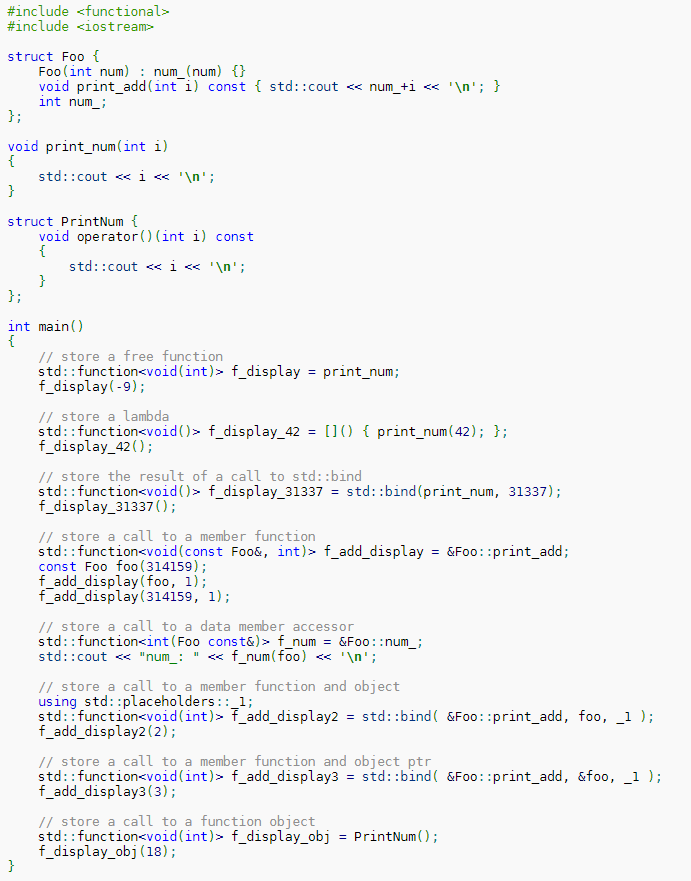 #include <functional>
#include <iostream>

struct Foo {
    Foo(int num) : num_(num) {}
    void print_add(int i) const { std::cout << num_+i << '\n'; }
    int num_;
};

void print_num(int i)
{
    std::cout << i << '\n';
}

struct PrintNum {
    void operator()(int i) const
    {
        std::cout << i << '\n';
    }
};

int main()
{
    // store a free function
    std::function<void(int)> f_display = print_num;
    f_display(-9);

    // store a lambda
    std::function<void()> f_display_42 = []() { print_num(42); };
    f_display_42();

    // store the result of a call to std::bind
    std::function<void()> f_display_31337 = std::bind(print_num, 31337);
    f_display_31337();

    // store a call to a member function
    std::function<void(const Foo&, int)> f_add_display = &Foo::print_add;
    const Foo foo(314159);
    f_add_display(foo, 1);
    f_add_display(314159, 1);

    // store a call to a data member accessor
    std::function<int(Foo const&)> f_num = &Foo::num_;
    std::cout << "num_: " << f_num(foo) << '\n';

    // store a call to a member function and object
    using std::placeholders::_1;
    std::function<void(int)> f_add_display2 = std::bind( &Foo::print_add, foo, _1 );
    f_add_display2(2);

    // store a call to a member function and object ptr
    std::function<void(int)> f_add_display3 = std::bind( &Foo::print_add, &foo, _1 );
    f_add_display3(3);

    // store a call to a function object
    std::function<void(int)> f_display_obj = PrintNum();
    f_display_obj(18);
}